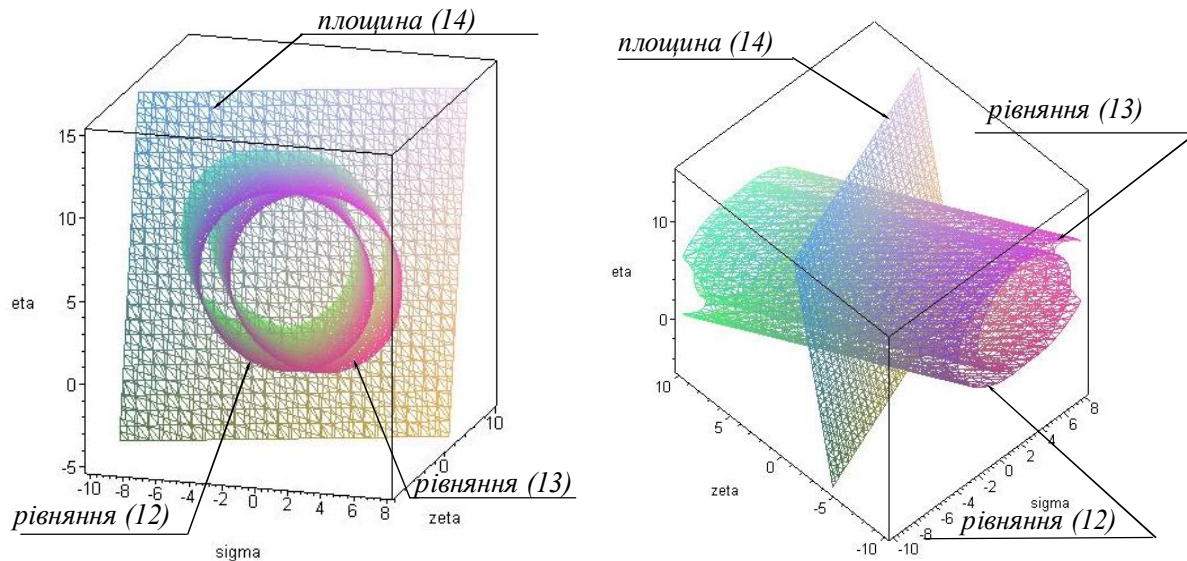 площина (14)
15
10
5
0
-5
eta
-10 -8 -6 -4 -2 0 2 4 6 8
sigma
0
10
zeta
рівняння (12)
рівняння (13)
площина (14)
рівняння (13)
10
0
eta
10
5
0
-5
-10
zeta
-10 -8 -6 -4 -2 0 2 4 6 8
sigma
рівняння (12)